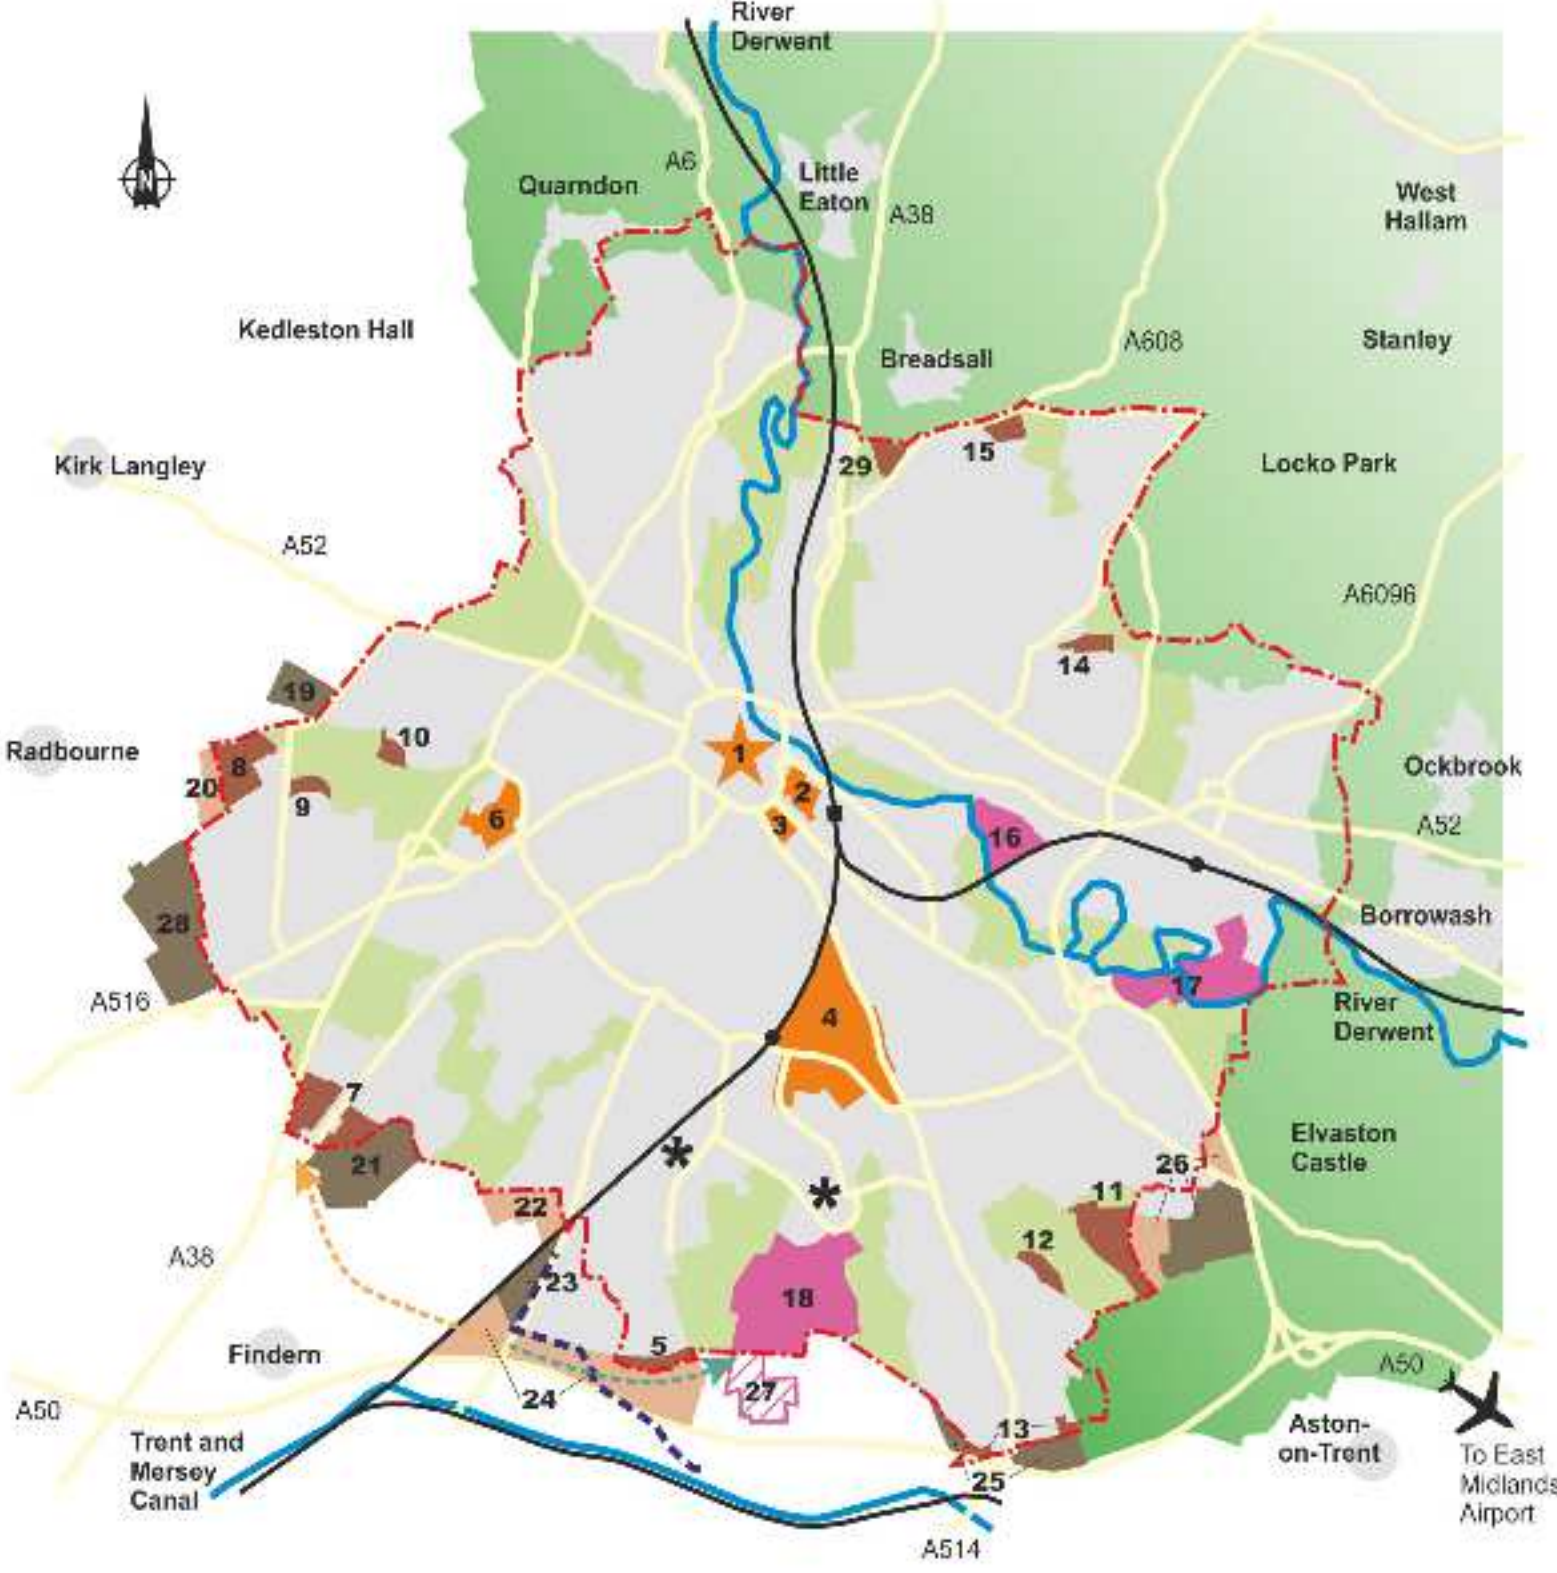 River
Derwent
N
A6
Little
Eaton
Quarndon
A38
West
Hallam
Kedleston Hall
A608
Stanley
Breadsall
Kirk Langley
29
15
Locko Park
A52
A6096
14
19
10
Radbourne
8
1
Ockbrook
20
9
2
6
3
A52
16
28
Borrowash
A516
17
4
River
Derwent
7
Elvaston
Castle
21
*
26
*
11
22
A38
12
23
18
5
Findern
A50
27
24
A50
Aston-
on-Trent
13
Trent and
Mersey
Canal
25
To East
Midlands
Airport
A514